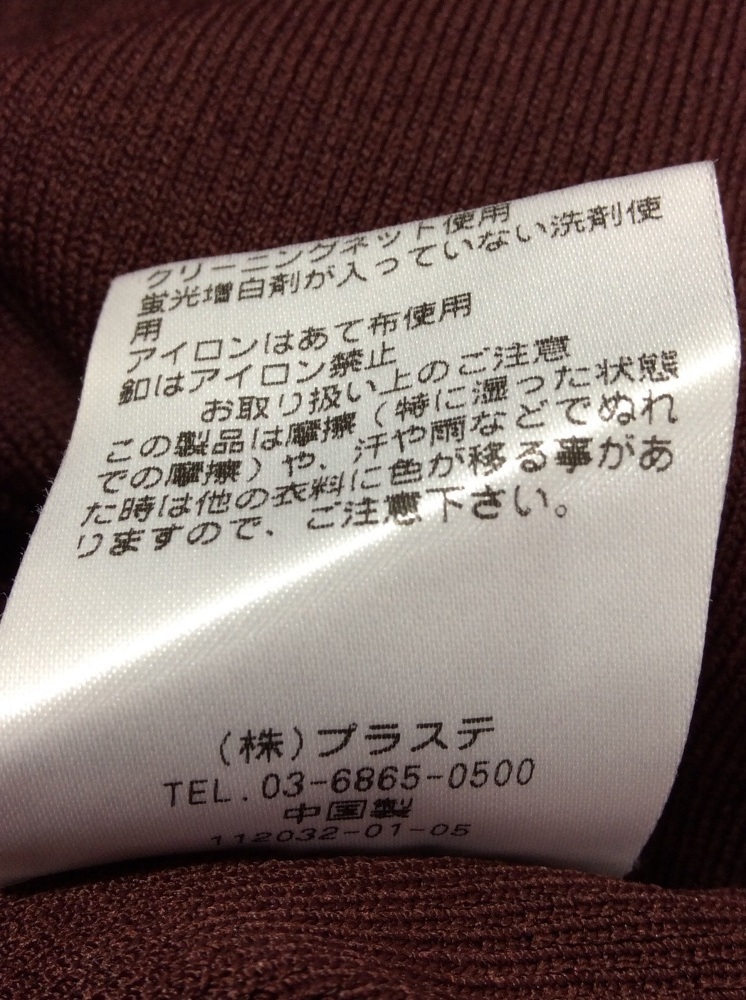 クリーニングネット使用
蛍光増白剤が入っていない洗剤使
用
アイロンはあて布使用
釦はアイロン禁止
お取り扱い上のご注意
この製品は摩擦(特に湿った状態
での摩擦)や、汗や雨などでぬれ
た時は他の衣料に色が移る事があ
りますので、ご注意下さい。
(株)プラステ
TEL.03-6865-0500
中国製
112032-01-05